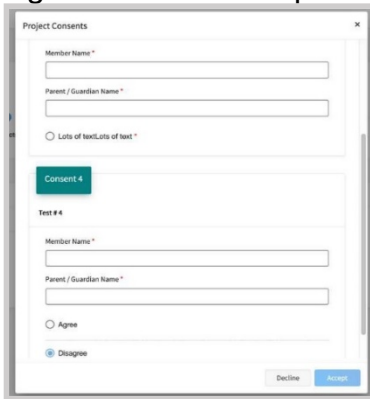 Project Consents
×
Member Name *
Parent / Guardian Name *
Lots of textLots of text *
Consent 4
Test # 4
Member Name *
Parent / Guardian Name *
Agree
Disagree
Decline Accept